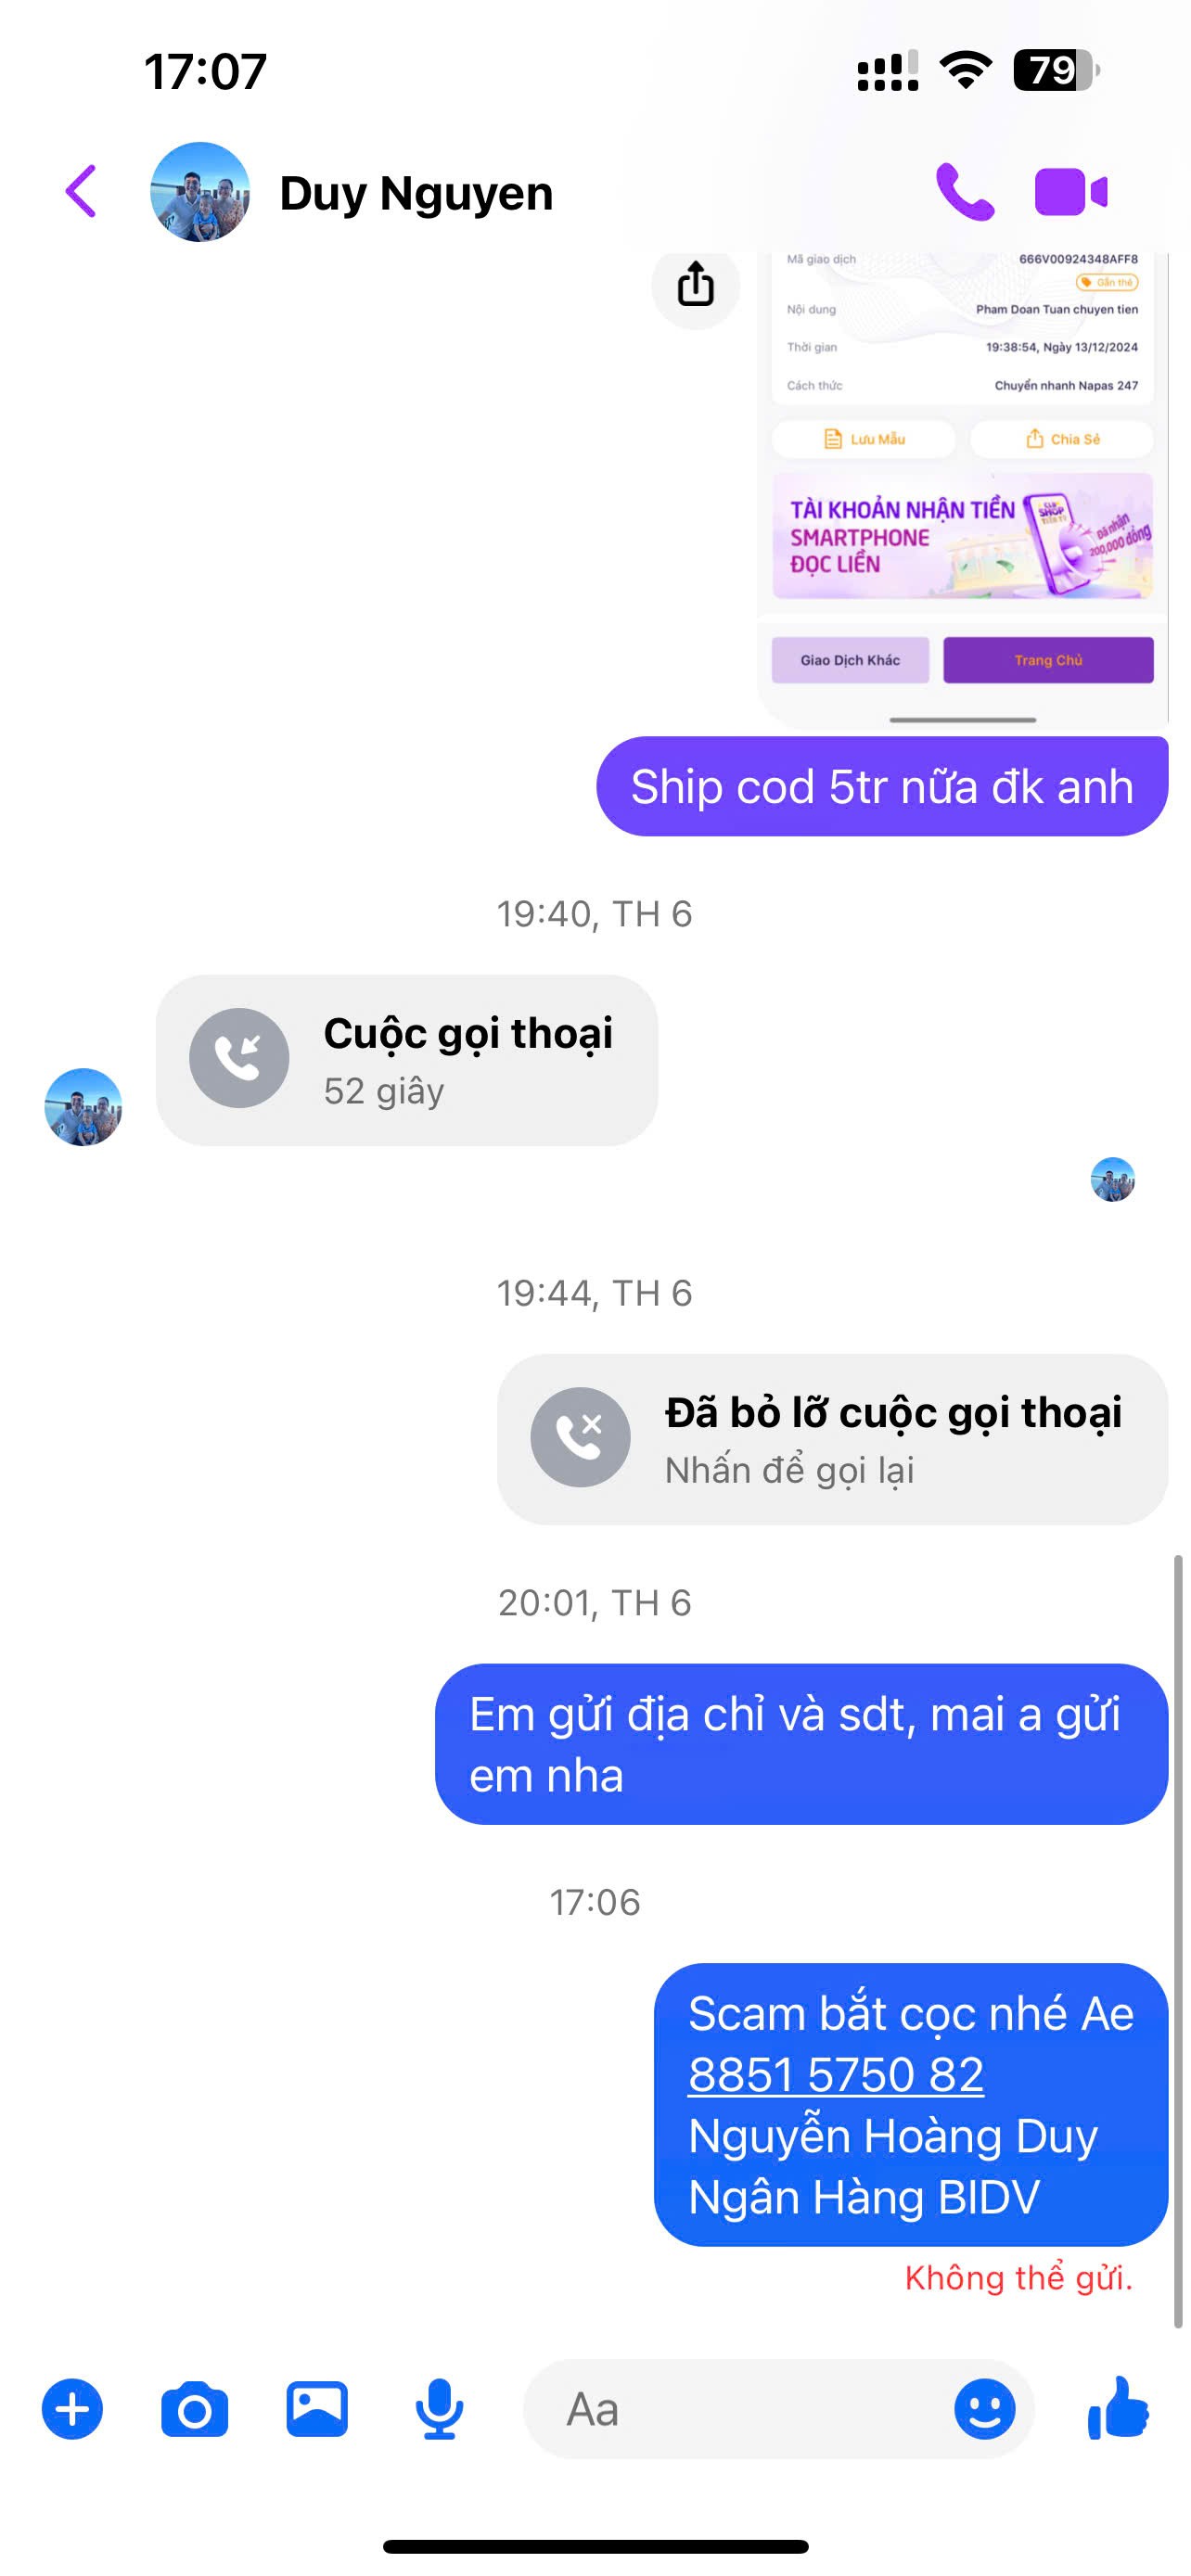 17:07
79
Duy Nguyen
Mã giao dịch 666V00924348AFF8
Gắn thẻ
Nội dung Pham Doan Tuan chuyen tien
Thời gian 19:38:54, Ngày 13/12/2024
Cách thức Chuyển nhanh Napas 247
Lưu Mẫu Chia Sẻ
TÀI KHOẢN NHẬN TIỀN
SMARTPHONE
ĐỌC LIỀN
SHOP
Đã nhận
200,000 đồng
Giao Dịch Khác Trang Chủ
Ship cod 5tr nữa đk anh
19:40, TH 6
Cuộc gọi thoại
52 giây
19:44, TH 6
Đã bỏ lỡ cuộc gọi thoại
Nhấn để gọi lại
20:01, TH 6
Em gửi địa chỉ và sdt, mai a gửi
em nha
17:06
Scam bắt cọc nhé Ae
8851 5750 82
Nguyễn Hoàng Duy
Ngân Hàng BIDV
Không thể gửi.
Aa